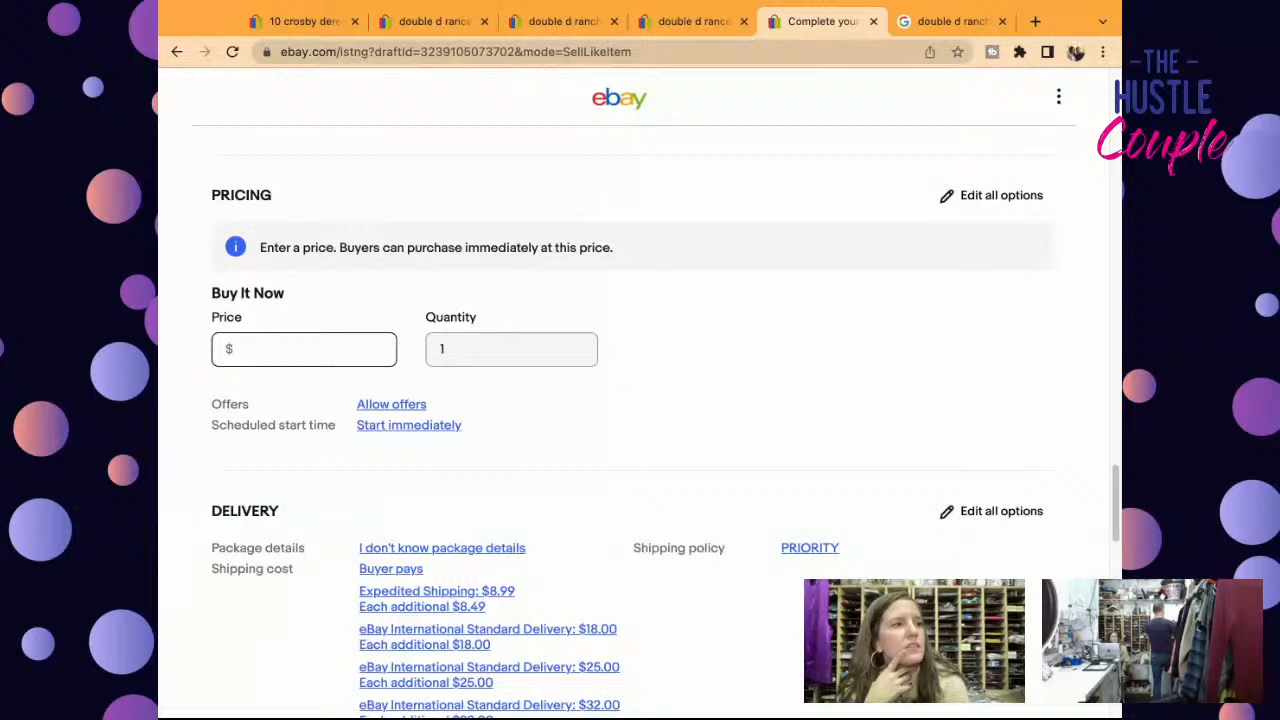 10 crosby dere
double d rance
double d ranch
double d rance
Complete your
double d ranch
ebay.com/lstng?draftId=3239105073702&mode=SellLikeItem
-THE-
HUSTLE
Couple
ebay
PRICING
Edit all options
Enter a price. Buyers can purchase immediately at this price.
Buy It Now
Price
Quantity
$
1
Offers
Allow offers
Scheduled start time
Start immediately
DELIVERY
Edit all options
Package details
I don't know package details
Shipping policy
PRIORITY
Shipping cost
Buyer pays
Expedited Shipping: $8.99
Each additional $8.49
eBay International Standard Delivery: $18.00
Each additional $18.00
eBay International Standard Delivery: $25.00
Each additional $25.00
eBay International Standard Delivery: $32.00